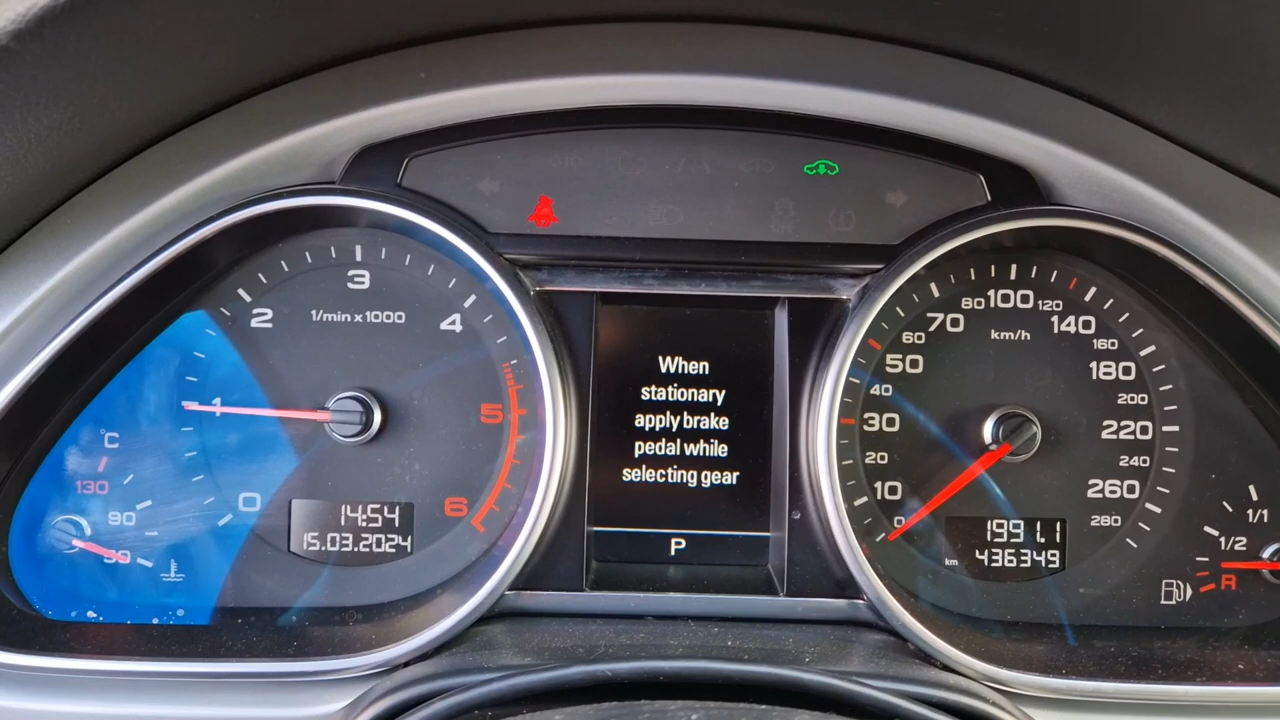 3
2
1/min x 1000
4
1
5
°C
130
90
50
0
6
14:54
15.03.2024
When
stationary
apply brake
pedal while
selecting gear
P
80 100 120
70
140
km/h
60
160
50
180
40
200
30
220
20
240
10
260
0
280
1991.1
km 436349
1/1
1/2
R